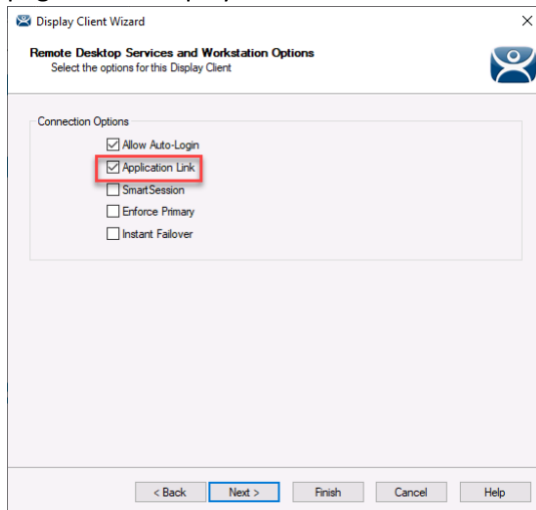 Display Client Wizard
Remote Desktop Services and Workstation Options
Select the options for this Display Client
Connection Options
Allow Auto-Login
Application Link
SmartSession
Enforce Primary
Instant Failover
< Back Next > Finish Cancel Help